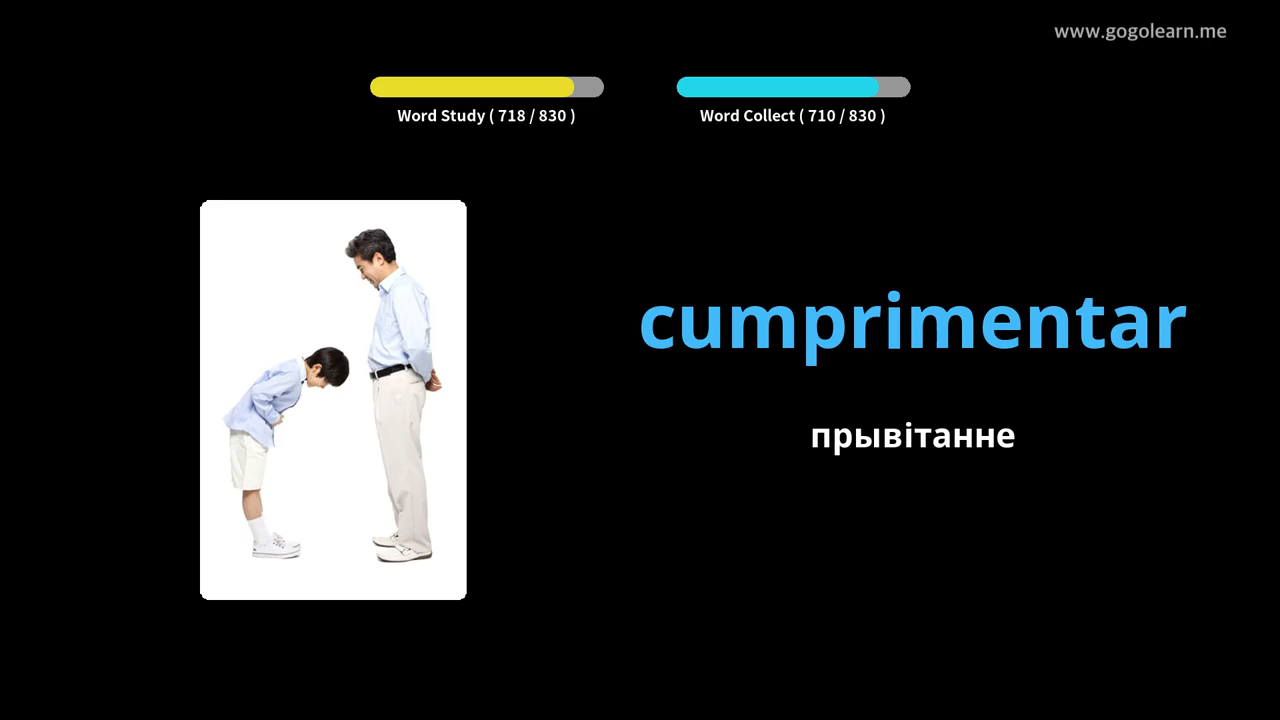 www.gogolearn.me
Word Study ( 718 / 830 )
Word Collect ( 710 / 830 )
cumprimentar
прывітанне